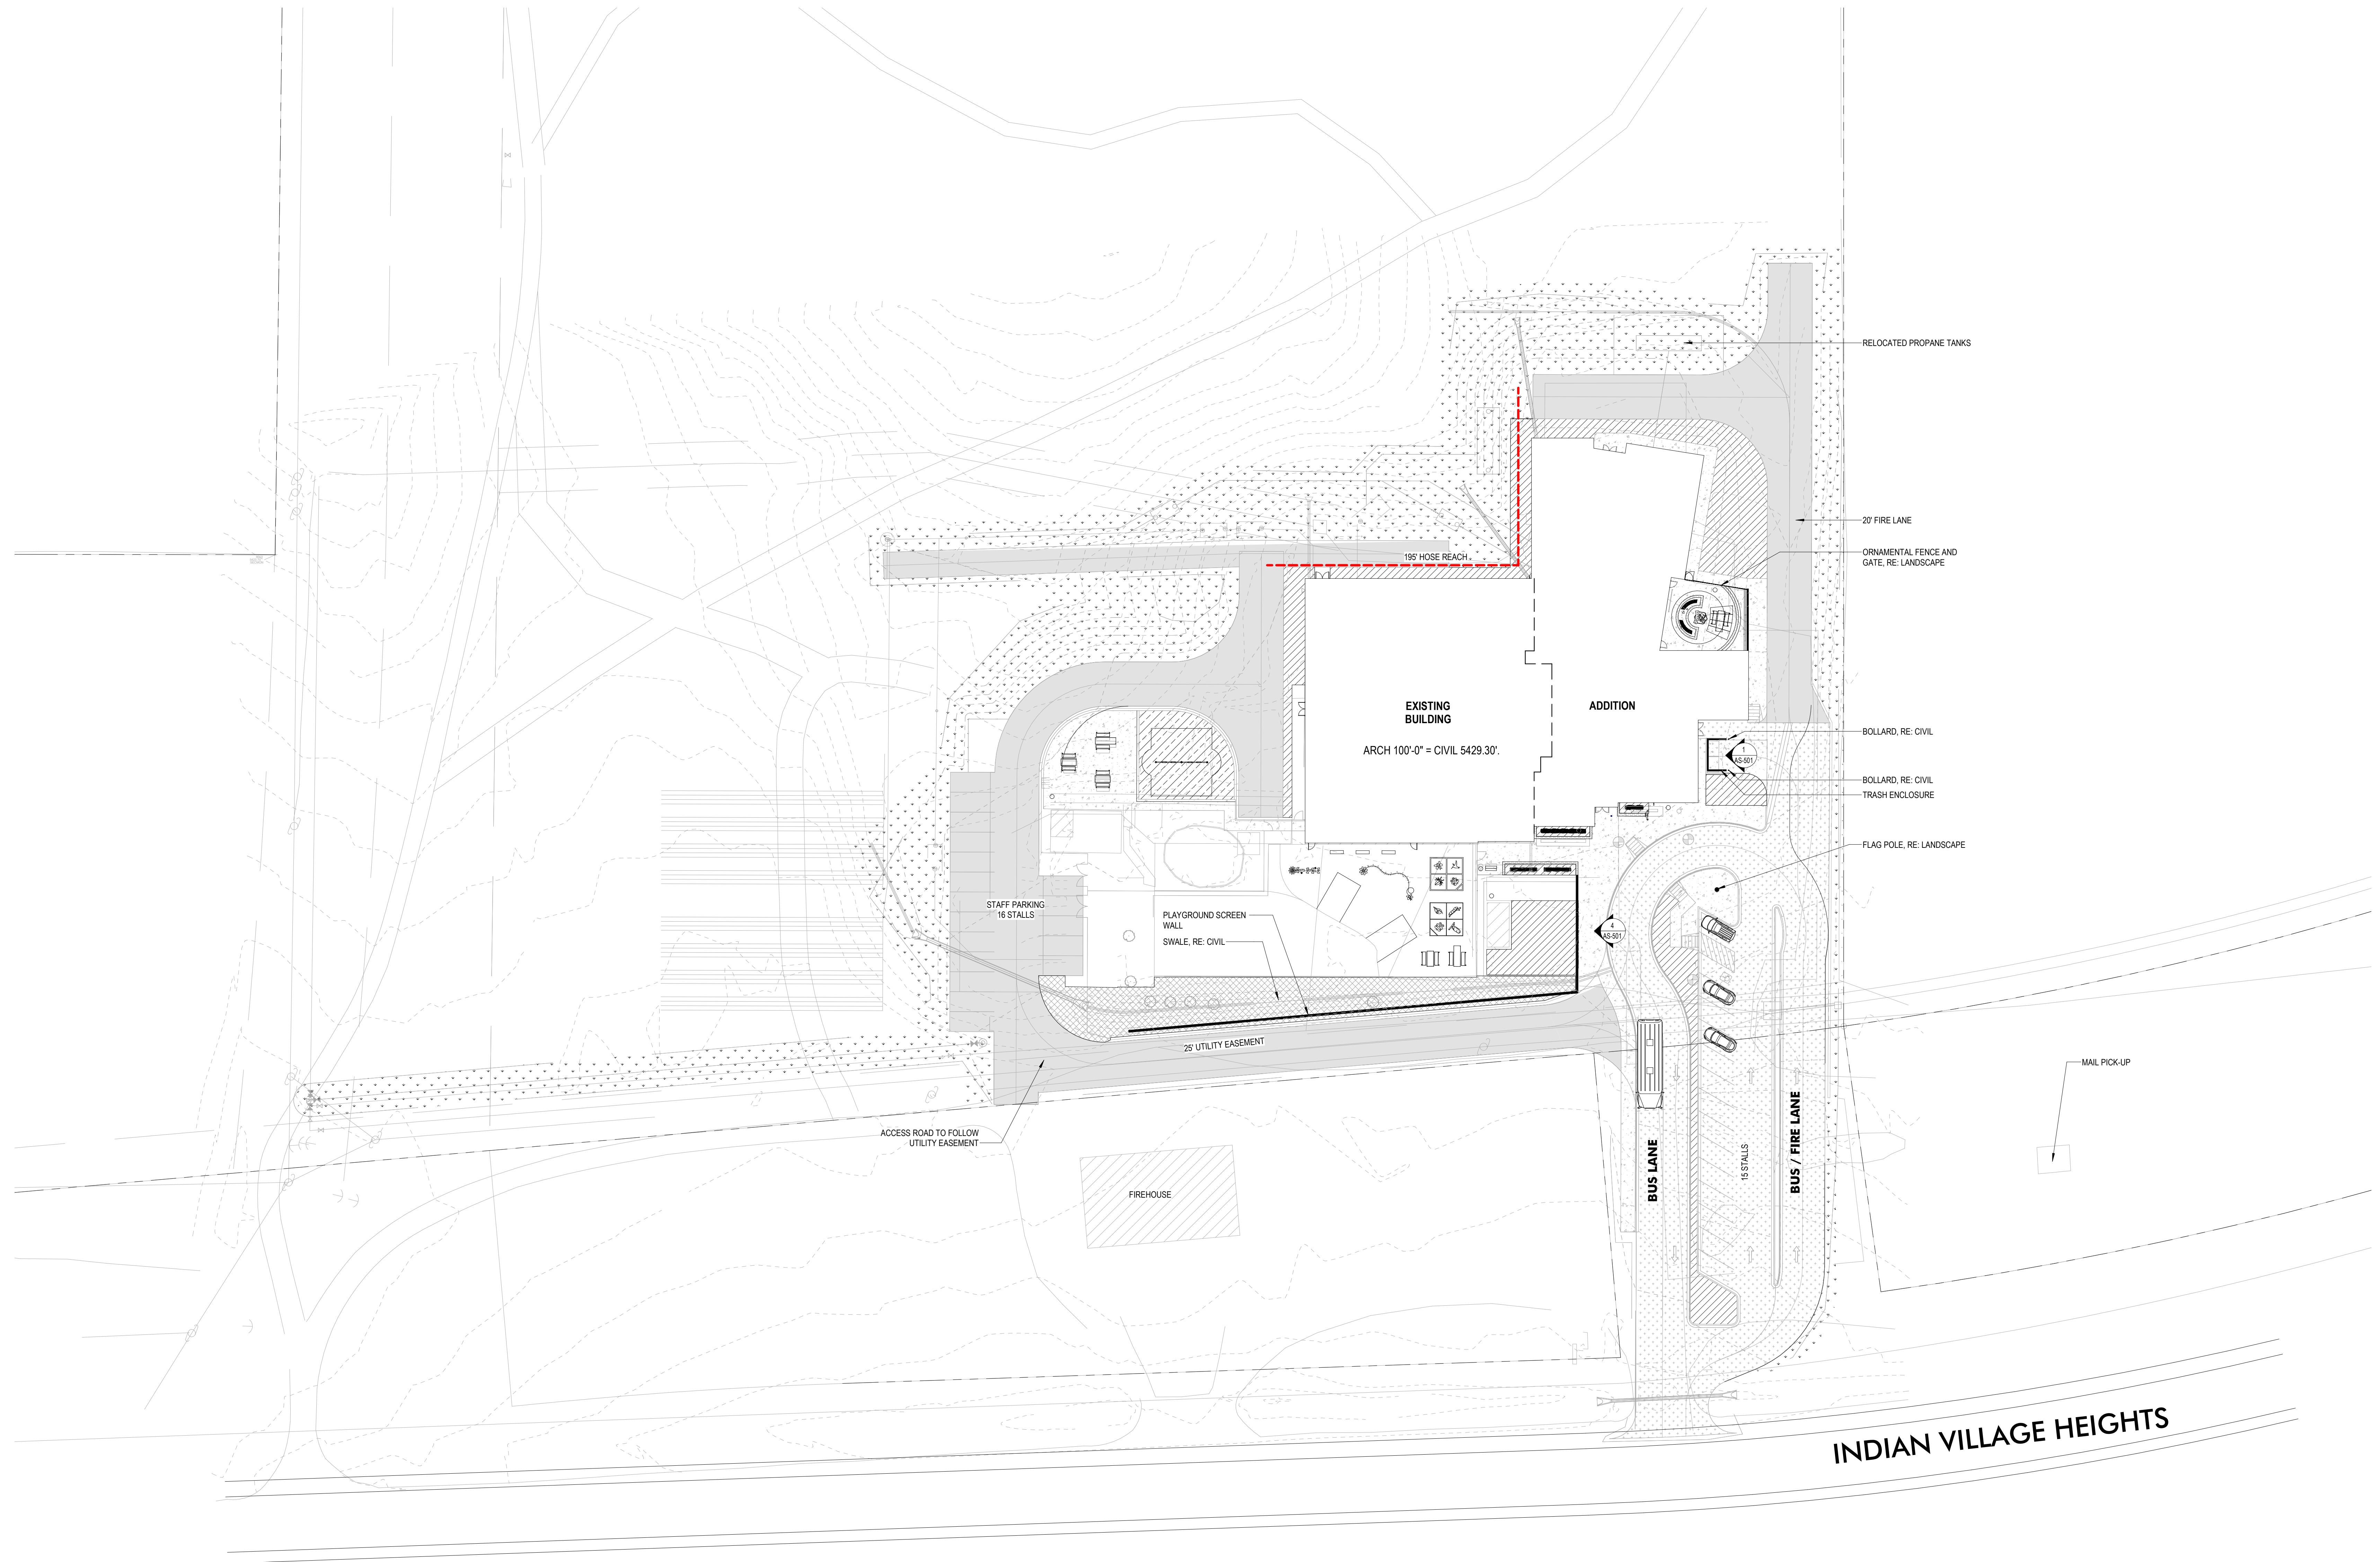 RELOCATED PROPANE TANKS
20' FIRE LANE
195' HOSE REACH
ORNAMENTAL FENCE AND
GATE, RE: LANDSCAPE
EXISTING
BUILDING
ADDITION
ARCH 100'-0" = CIVIL 5429.30'.
BOLLARD, RE: CIVIL
1
AS-501
BOLLARD, RE: CIVIL
TRASH ENCLOSURE
FLAG POLE, RE: LANDSCAPE
STAFF PARKING
16 STALLS
PLAYGROUND SCREEN
WALL
SWALE, RE: CIVIL
4
AS-501
25' UTILITY EASEMENT
MAIL PICK-UP
ACCESS ROAD TO FOLLOW
UTILITY EASEMENT
FIREHOUSE
BUS LANE
15 STALLS
BUS / FIRE LANE
INDIAN VILLAGE HEIGHTS